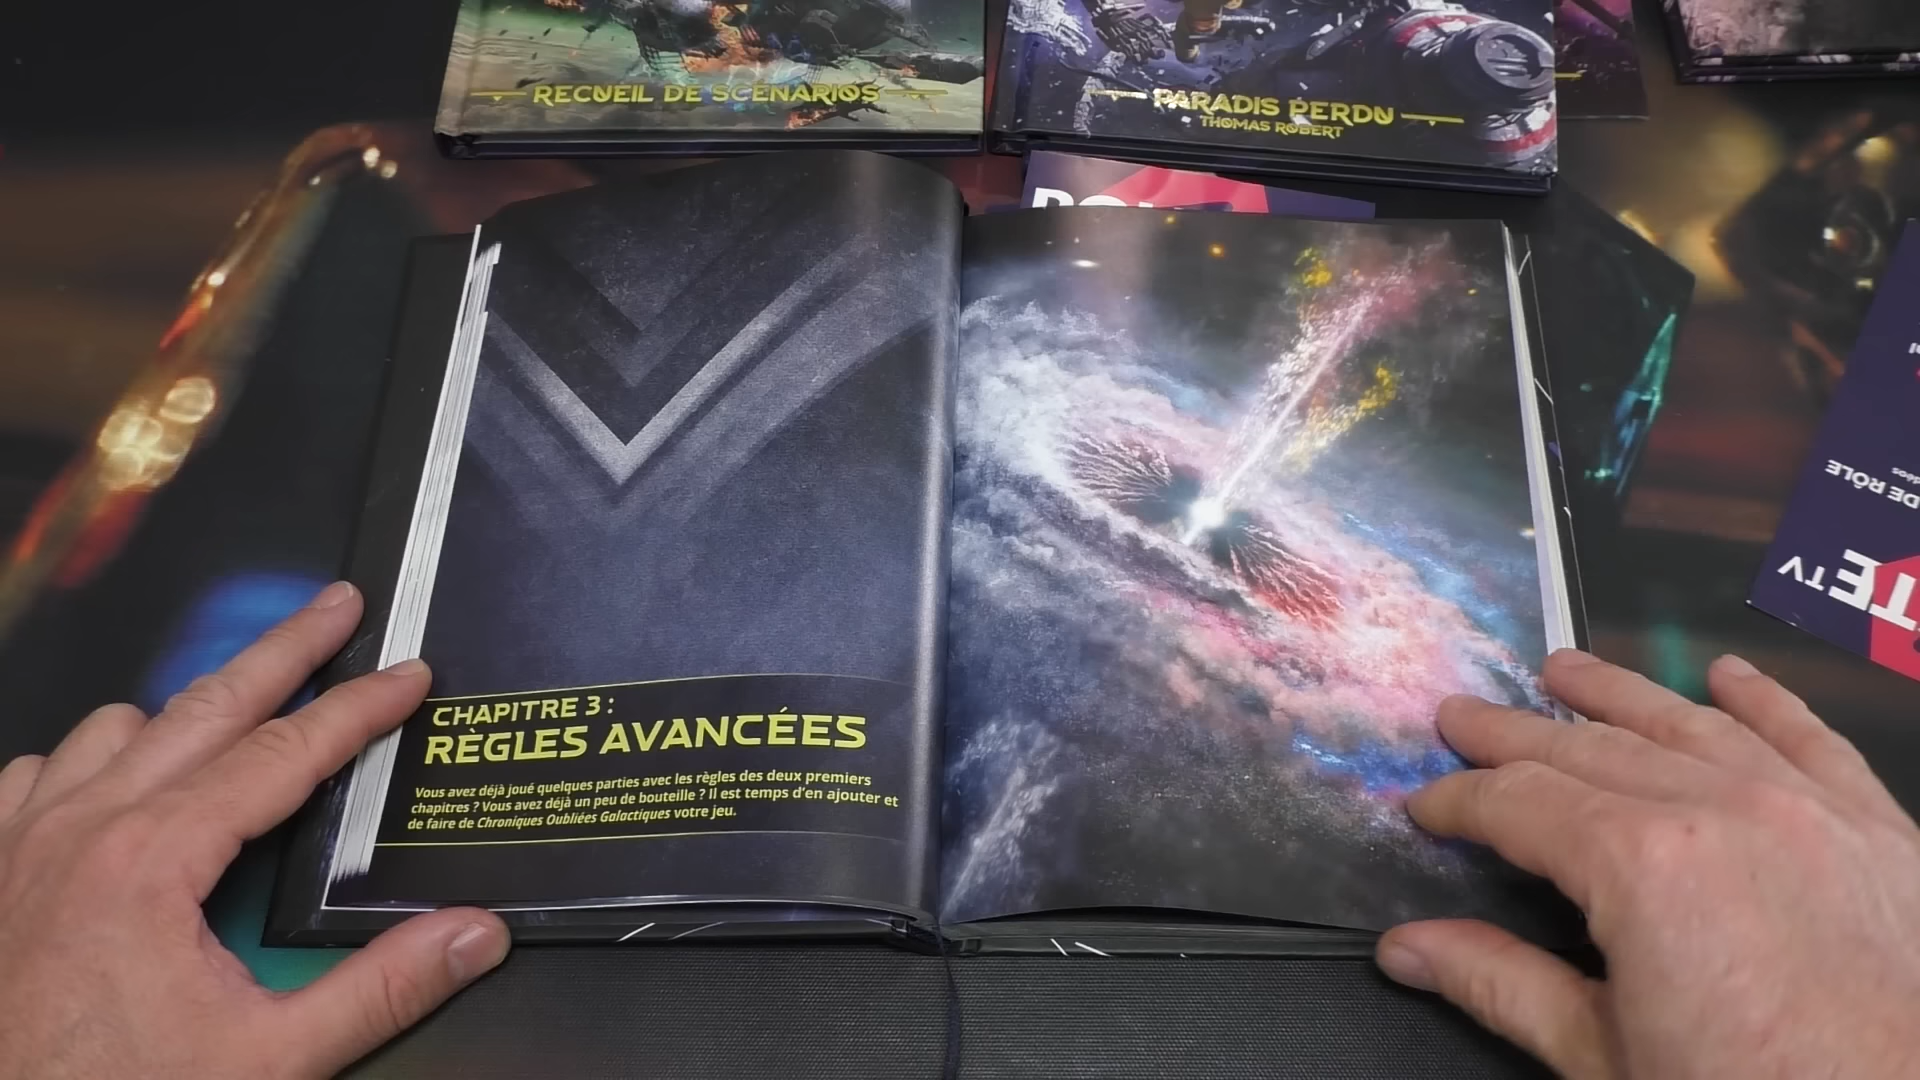 RECUEIL DE SCÉNARIOS
PARADIS PERDU
THOMAS ROBERT
CHAPITRE 3 :
RÈGLES AVANCÉES
Vous avez déjà joué quelques parties avec les règles des deux premiers
chapitres ? Vous avez déjà un peu de bouteille ? Il est temps d'en ajouter et
de faire de Chroniques Oubliées Galactiques votre jeu.
DE RÔLE
TV